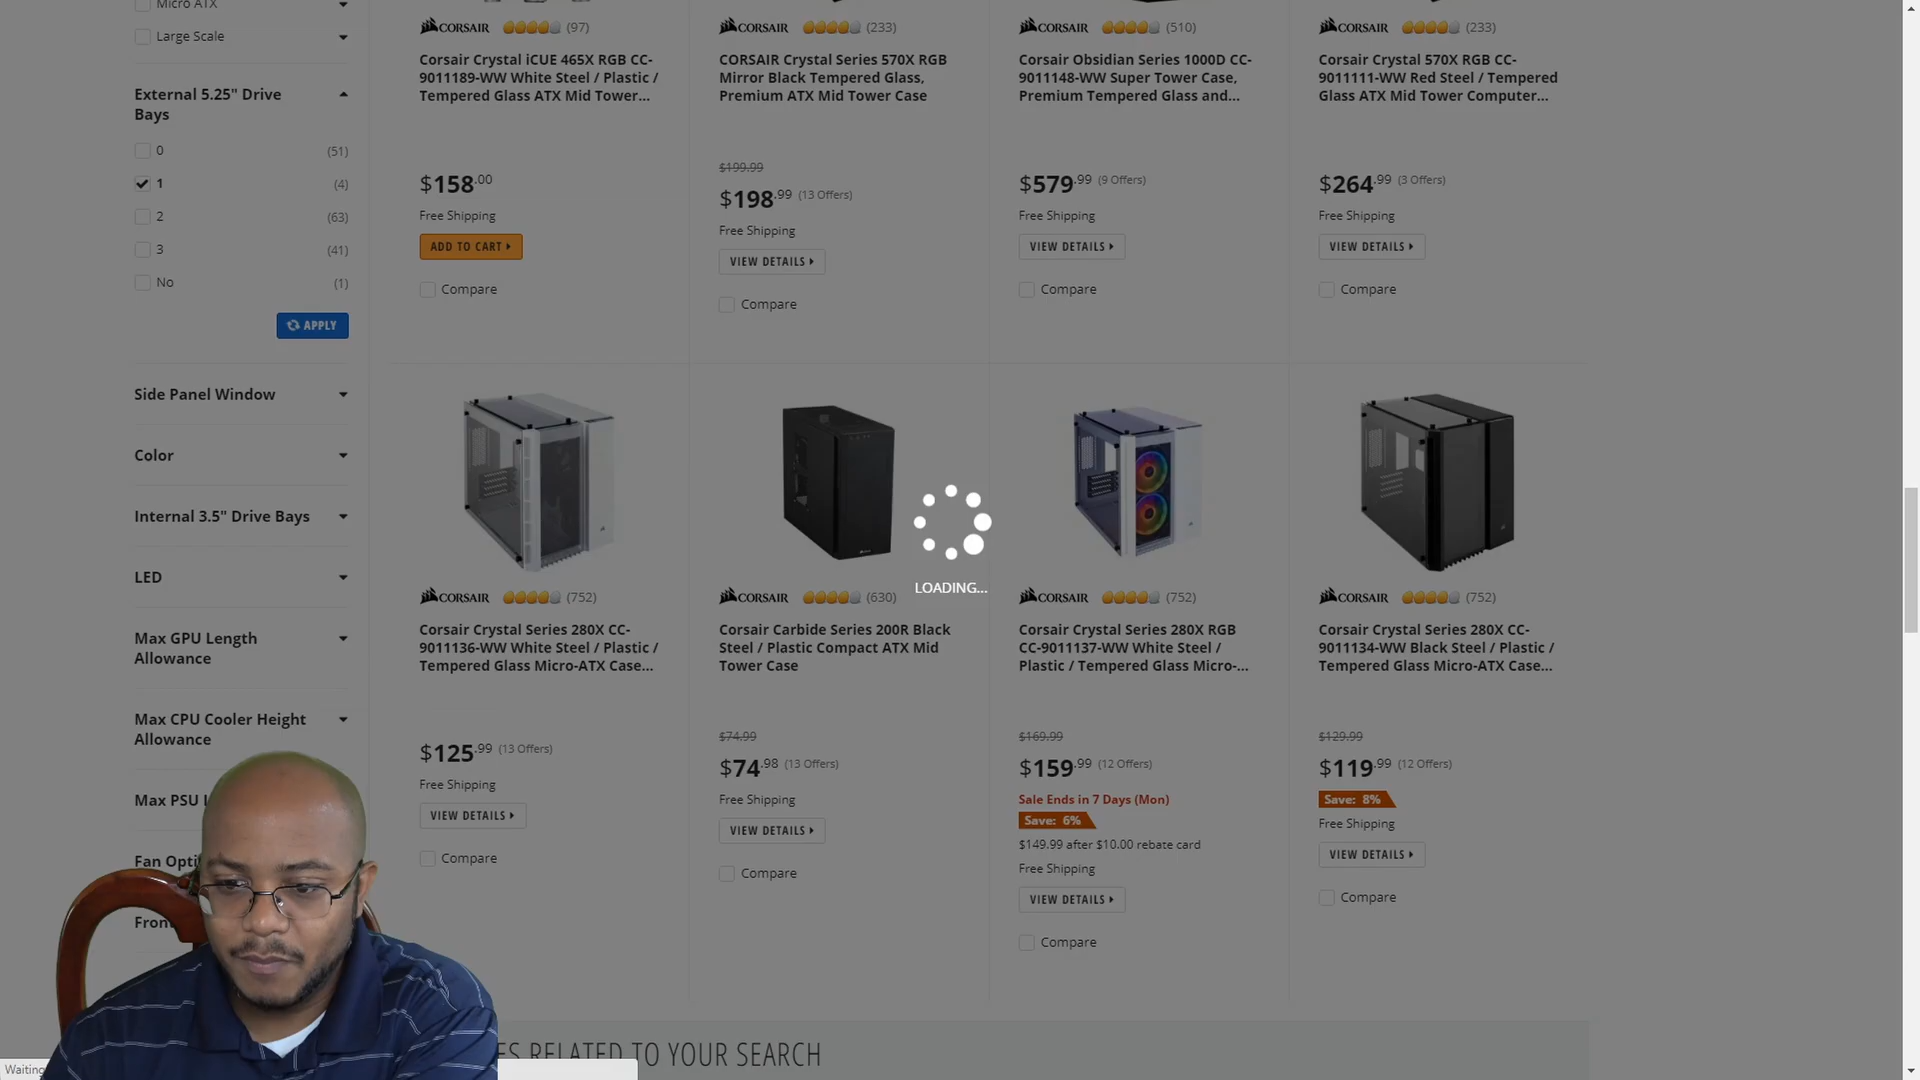 Micro ATX
Large Scale
External 5.25" Drive
Bays
0 (51)
1 (4)
2 (63)
3 (41)
No (1)
APPLY
Side Panel Window
Color
Internal 3.5" Drive Bays
LED
Max GPU Length
Allowance
Max CPU Cooler Height
Allowance
Max PSU
Fan Opti
Fron
CORSAIR (97)
Corsair Crystal iCUE 465X RGB CC-
9011189-WW White Steel / Plastic /
Tempered Glass ATX Mid Tower...
$158.00
Free Shipping
ADD TO CART
Compare
CORSAIR (233)
CORSAIR Crystal Series 570X RGB
Mirror Black Tempered Glass,
Premium ATX Mid Tower Case
$199.99
$198.99 (13 Offers)
Free Shipping
VIEW DETAILS
Compare
CORSAIR (510)
Corsair Obsidian Series 1000D CC-
9011148-WW Super Tower Case,
Premium Tempered Glass and...
$579.99 (9 Offers)
Free Shipping
VIEW DETAILS
Compare
CORSAIR (233)
Corsair Crystal 570X RGB CC-
9011111-WW Red Steel / Tempered
Glass ATX Mid Tower Computer...
$264.99 (3 Offers)
Free Shipping
VIEW DETAILS
Compare
LOADING...
CORSAIR (752)
Corsair Crystal Series 280X CC-
9011136-WW White Steel / Plastic /
Tempered Glass Micro-ATX Case...
$125.99 (13 Offers)
Free Shipping
VIEW DETAILS
Compare
CORSAIR (630)
Corsair Carbide Series 200R Black
Steel / Plastic Compact ATX Mid
Tower Case
$74.99
$74.98 (13 Offers)
Free Shipping
VIEW DETAILS
Compare
CORSAIR (752)
Corsair Crystal Series 280X RGB
CC-9011137-WW White Steel /
Plastic / Tempered Glass Micro-...
$169.99
$159.99 (12 Offers)
Sale Ends in 7 Days (Mon)
Save: 6%
$149.99 after $10.00 rebate card
Free Shipping
VIEW DETAILS
Compare
CORSAIR (752)
Corsair Crystal Series 280X CC-
9011134-WW Black Steel / Plastic /
Tempered Glass Micro-ATX Case...
$129.99
$119.99 (12 Offers)
Save: 8%
Free Shipping
VIEW DETAILS
Compare
ES RELATED TO YOUR SEARCH
Waiting